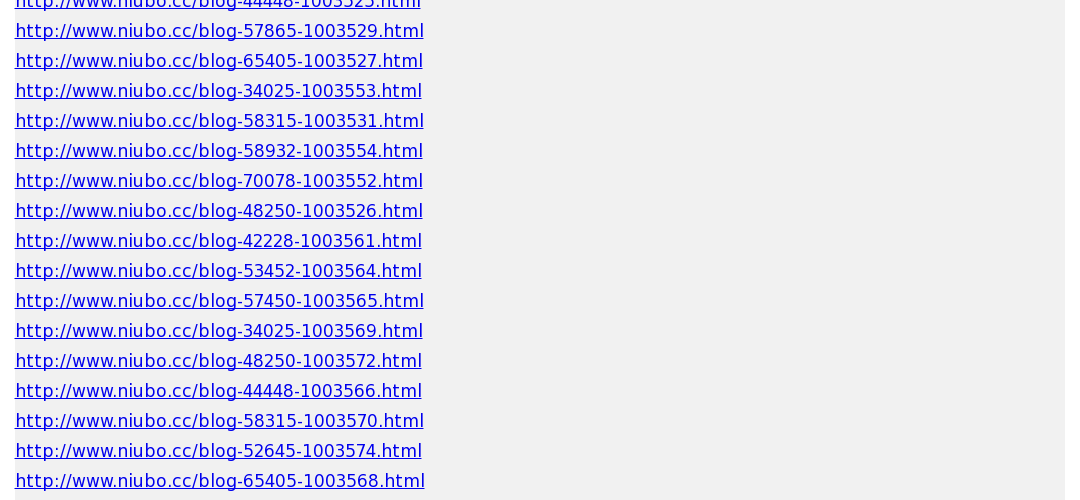 http://www.niubo.cc/blog-44448-1003525.html
http://www.niubo.cc/blog-57865-1003529.html
http://www.niubo.cc/blog-65405-1003527.html
http://www.niubo.cc/blog-34025-1003553.html
http://www.niubo.cc/blog-58315-1003531.html
http://www.niubo.cc/blog-58932-1003554.html
http://www.niubo.cc/blog-70078-1003552.html
http://www.niubo.cc/blog-48250-1003526.html
http://www.niubo.cc/blog-42228-1003561.html
http://www.niubo.cc/blog-53452-1003564.html
http://www.niubo.cc/blog-57450-1003565.html
http://www.niubo.cc/blog-34025-1003569.html
http://www.niubo.cc/blog-48250-1003572.html
http://www.niubo.cc/blog-44448-1003566.html
http://www.niubo.cc/blog-58315-1003570.html
http://www.niubo.cc/blog-52645-1003574.html
http://www.niubo.cc/blog-65405-1003568.html